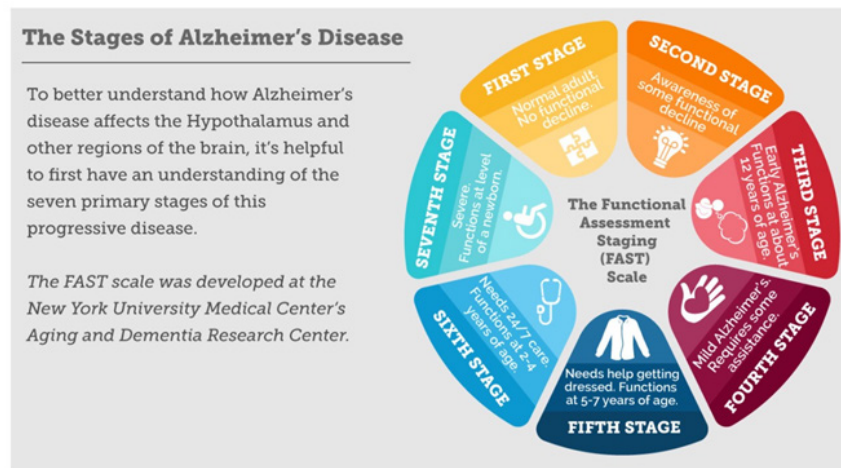 The Stages of Alzheimer's Disease
To better understand how Alzheimer's
disease affects the Hypothalamus and
other regions of the brain, it's helpful
to first have an understanding of the
seven primary stages of this
progressive disease.
The FAST scale was developed at the
New York University Medical Center's
Aging and Dementia Research Center.
The Functional
Assessment
Staging
(FAST)
Scale
FIRST STAGE
Normal adult.
No functional
decline.
SECOND STAGE
Awareness of
some functional
decline
THIRD STAGE
Early Alzheimer's
Functions at about
12 years of age.
FOURTH STAGE
Mild Alzheimer's.
Requires some
assistance.
Needs help getting
dressed. Functions
at 5-7 years of age.
FIFTH STAGE
Needs 24/7 care.
Functions at 2-4
years of age.
SIXTH STAGE
SEVENTH STAGE
Severe.
Functions at level
of a newborn.